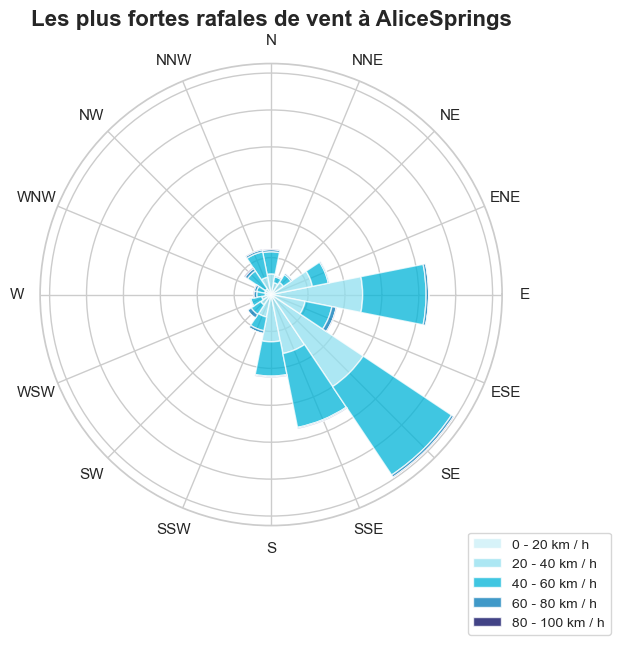 Les plus fortes rafales de vent à AliceSprings
N
NNW
NNE
NW
NE
WNW
ENE
W
E
WSW
ESE
SW
SE
SSW
SSE
S
0 - 20 km / h
20 - 40 km / h
40 - 60 km / h
60 - 80 km / h
80 - 100 km / h